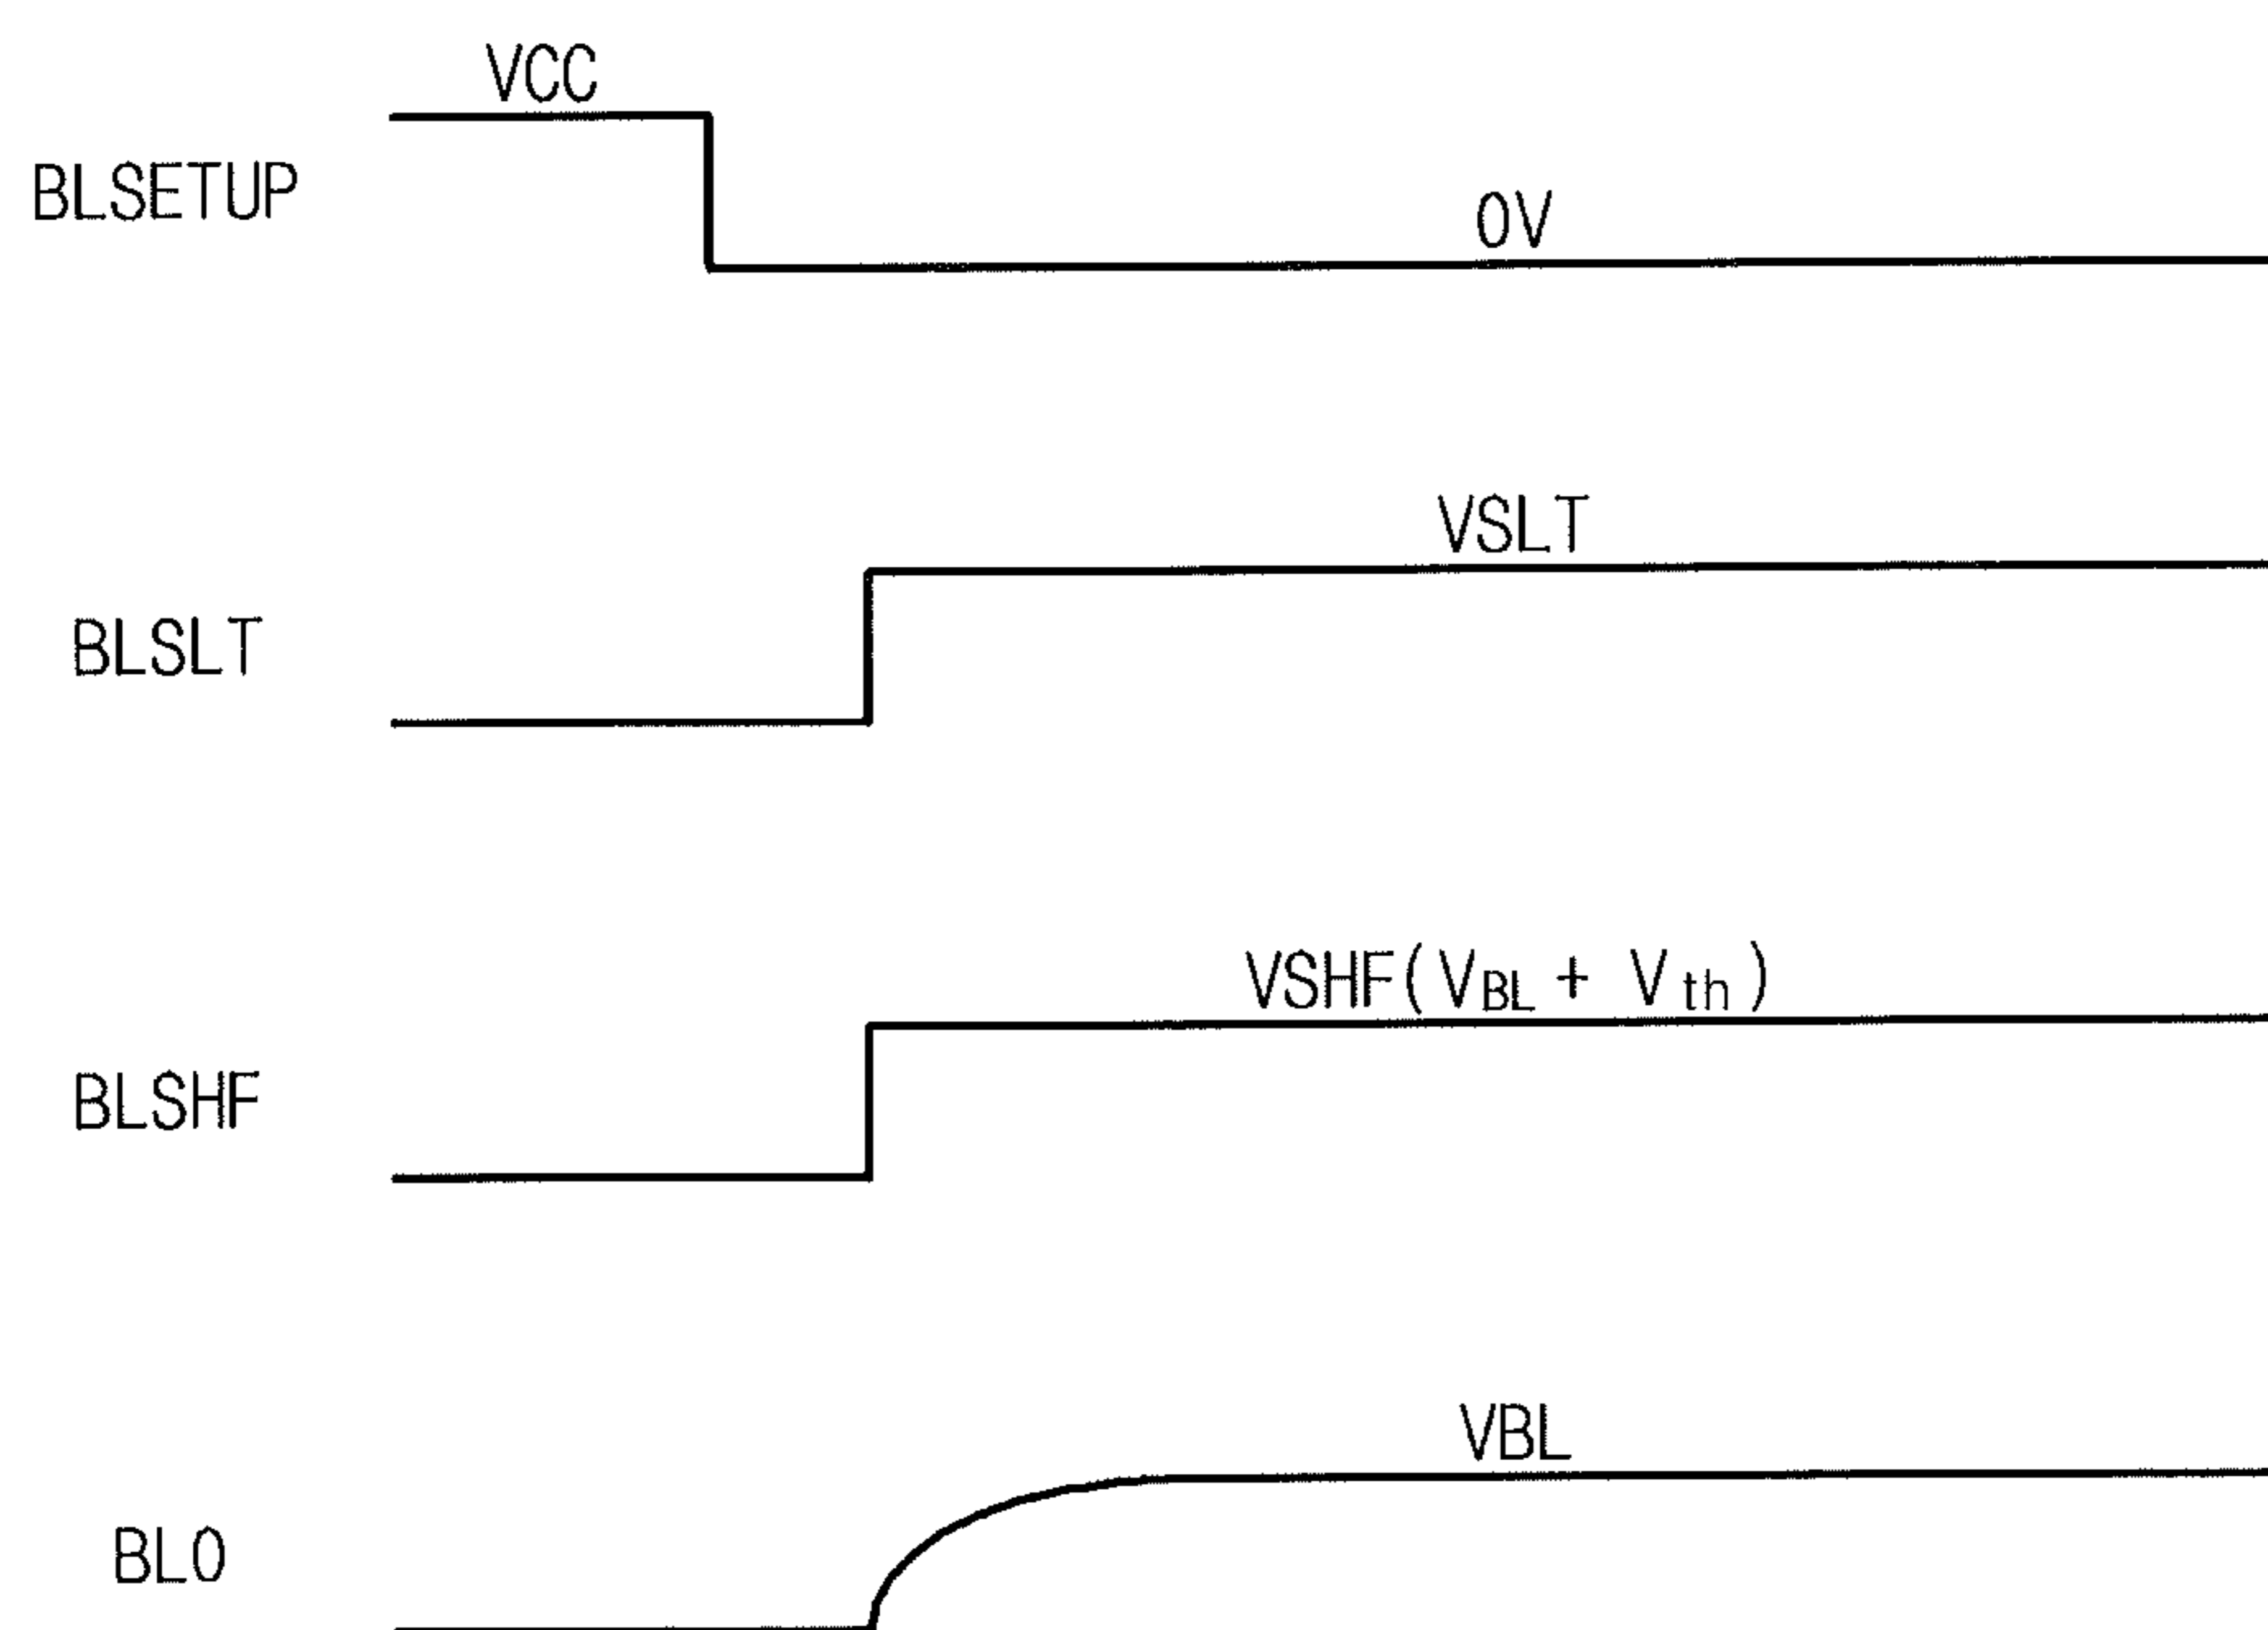 VCC
BLSETUP
0V
VSLT
BLSLT
VSHF(VBL + Vth)
BLSHF
VBL
BL0